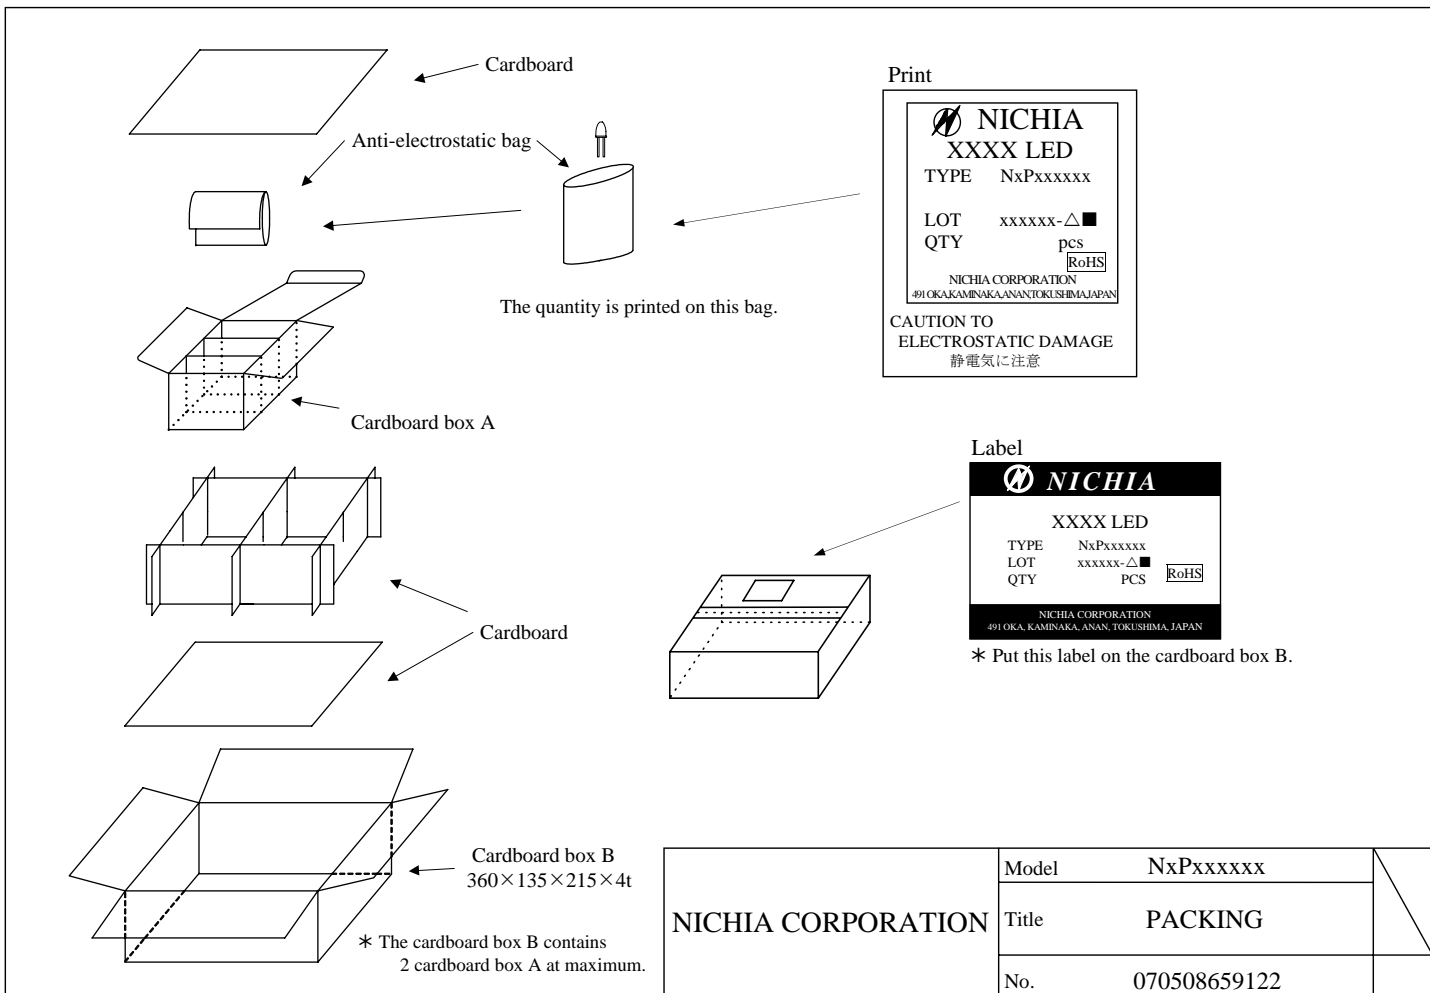 Cardboard
Anti-electrostatic bag
The quantity is printed on this bag.
Cardboard box A
Cardboard
Cardboard box B
360×135×215×4t
＊ The cardboard box B contains
2 cardboard box A at maximum.
Print
NICHIA
XXXX LED
TYPE NxPxxxxxx
LOT xxxxxx-△■
QTY pcs
RoHS
NICHIA CORPORATION
491 OKA,KAMINAKA,ANAN,TOKUSHIMA,JAPAN
CAUTION TO
ELECTROSTATIC DAMAGE
静電気に注意
Label
NICHIA
XXXX LED
TYPE NxPxxxxxx
LOT xxxxxx-△■
QTY PCS
RoHS
NICHIA CORPORATION
491 OKA, KAMINAKA, ANAN, TOKUSHIMA, JAPAN
＊ Put this label on the cardboard box B.
NICHIA CORPORATION
Model NxPxxxxxx
Title PACKING
No. 070508659122